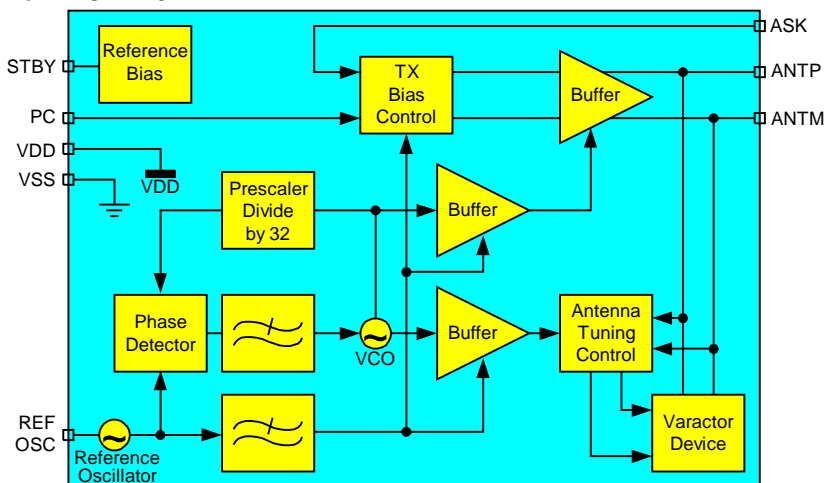 ASK
Reference
Bias
STBY
TX
Bias
Control
Buffer
ANTP
PC
ANTM
VDD
VSS
VDD
Prescaler
Divide
by 32
Buffer
Phase
Detector
VCO
Buffer
Antenna
Tuning
Control
REF
OSC
Reference
Oscillator
Varactor
Device